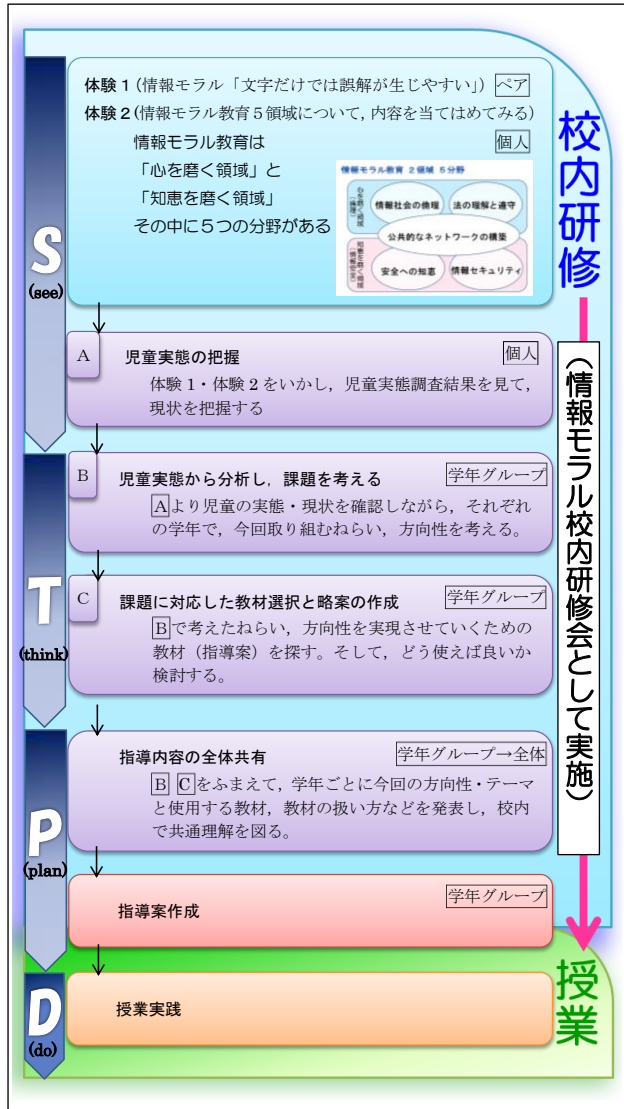 体験1(情報モラル「文字だけでは誤解が生じやすい」) ペア
体験2(情報モラル教育5領域について,内容を当てはめてみる)
情報モラル教育は 個人
「心を磨く領域」と
「知恵を磨く領域」
その中に5つの分野がある
情報モラル教育 2領域 5分野
心を磨く領域
情報社会の倫理
法の理解と遵守
公共的なネットワークの構築
知恵を磨く領域
安全への知恵
情報セキュリティ
S
(see)
A
児童実態の把握 個人
体験1・体験2をいかし,児童実態調査結果を見て,
現状を把握する
B
児童実態から分析し,課題を考える 学年グループ
Aより児童の実態・現状を確認しながら,それぞれ
の学年で,今回取り組むねらい,方向性を考える。
T
(think)
C
課題に対応した教材選択と略案の作成 学年グループ
Bで考えたねらい,方向性を実現させていくための
教材(指導案)を探す。そして,どう使えば良いか
検討する。
P
(plan)
指導内容の全体共有 学年グループ→全体
B Cをふまえて,学年ごとに今回の方向性・テーマ
と使用する教材,教材の扱い方などを発表し,校内
で共通理解を図る。
指導案作成 学年グループ
D
(do)
授業実践
校内研修
(情報モラル校内研修会として実施)
授業